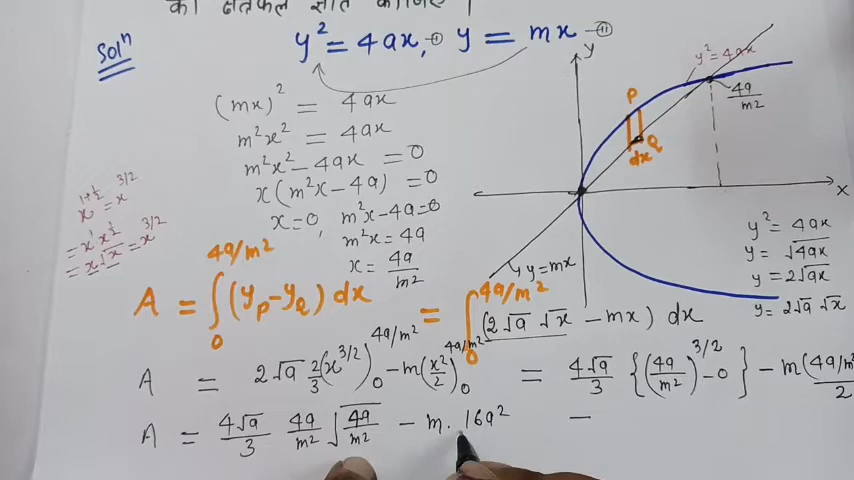 का क्षेत्रफल ज्ञात कीजिए।
Solⁿ
y² = 4ax, -① y = mx -②
(mx)² = 4ax
m²x² = 4ax
m²x² - 4ax = 0
x(m²x - 4a) = 0
x = 0, m²x - 4a = 0
m²x = 4a
x = 4a/m²
x^(1+1/2) = x^(3/2)
= x¹ x^(1/2)
= x√x = x^(3/2)
y
y² = 4ax
P
4a/m²
Q
dx
X
y = mx
y² = 4ax
y = √4ax
y = 2√ax
y = 2√a √x
A = ∫₀^(4a/m²) (y_P - y_Q) dx = ∫₀^(4a/m²) (2√a √x - mx) dx
A = 2√a 2/3 (x^(3/2))₀^(4a/m²) - m(x²/2)₀^(4a/m²) = 4√a/3 {(4a/m²)^(3/2) - 0} - m(4a/m²
2
A = 4√a/3 4a/m² √(4a/m²) - m. 16a² —